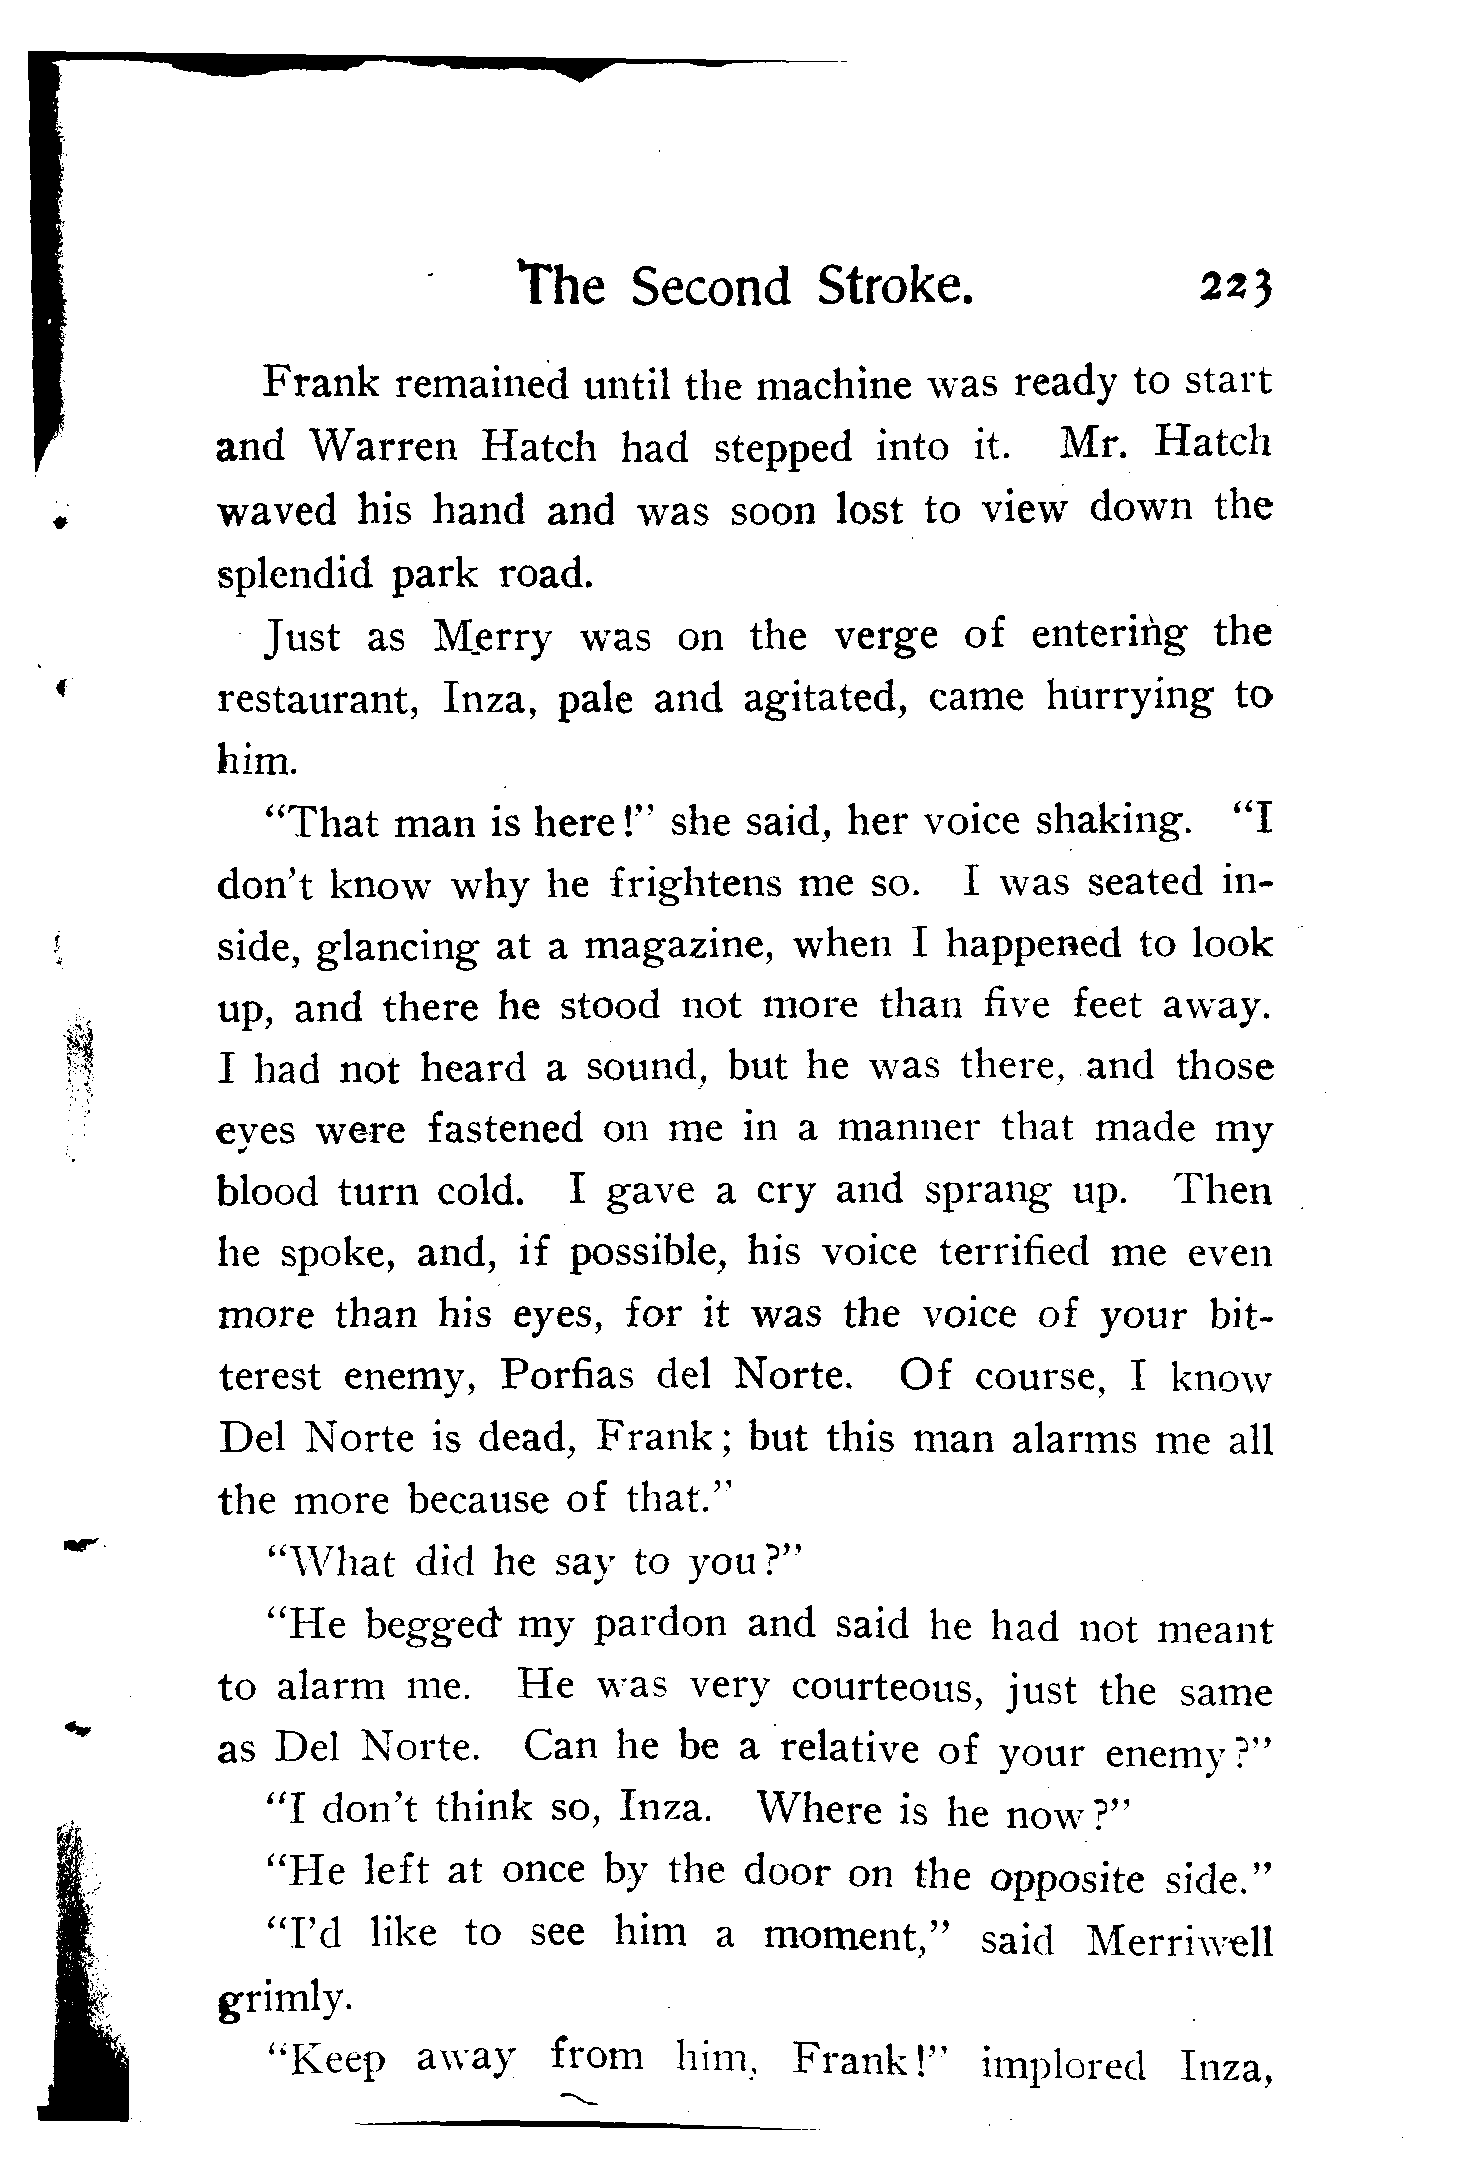 The Second Stroke. 223
Frank remained until the machine was ready to start
and Warren Hatch had stepped into it. Mr. Hatch
waved his hand and was soon lost to view down the
splendid park road.
Just as Merry was on the verge of entering the
restaurant, Inza, pale and agitated, came hurrying to
him.
"That man is here!" she said, her voice shaking. "I
don't know why he frightens me so. I was seated in-
side, glancing at a magazine, when I happened to look
up, and there he stood not more than five feet away.
I had not heard a sound, but he was there, and those
eyes were fastened on me in a manner that made my
blood turn cold. I gave a cry and sprang up. Then
he spoke, and, if possible, his voice terrified me even
more than his eyes, for it was the voice of your bit-
terest enemy, Porfias del Norte. Of course, I know
Del Norte is dead, Frank; but this man alarms me all
the more because of that."
"What did he say to you?"
"He begged my pardon and said he had not meant
to alarm me. He was very courteous, just the same
as Del Norte. Can he be a relative of your enemy?"
"I don't think so, Inza. Where is he now?"
"He left at once by the door on the opposite side."
"I'd like to see him a moment," said Merriwell
grimly.
"Keep away from him, Frank!" implored Inza,